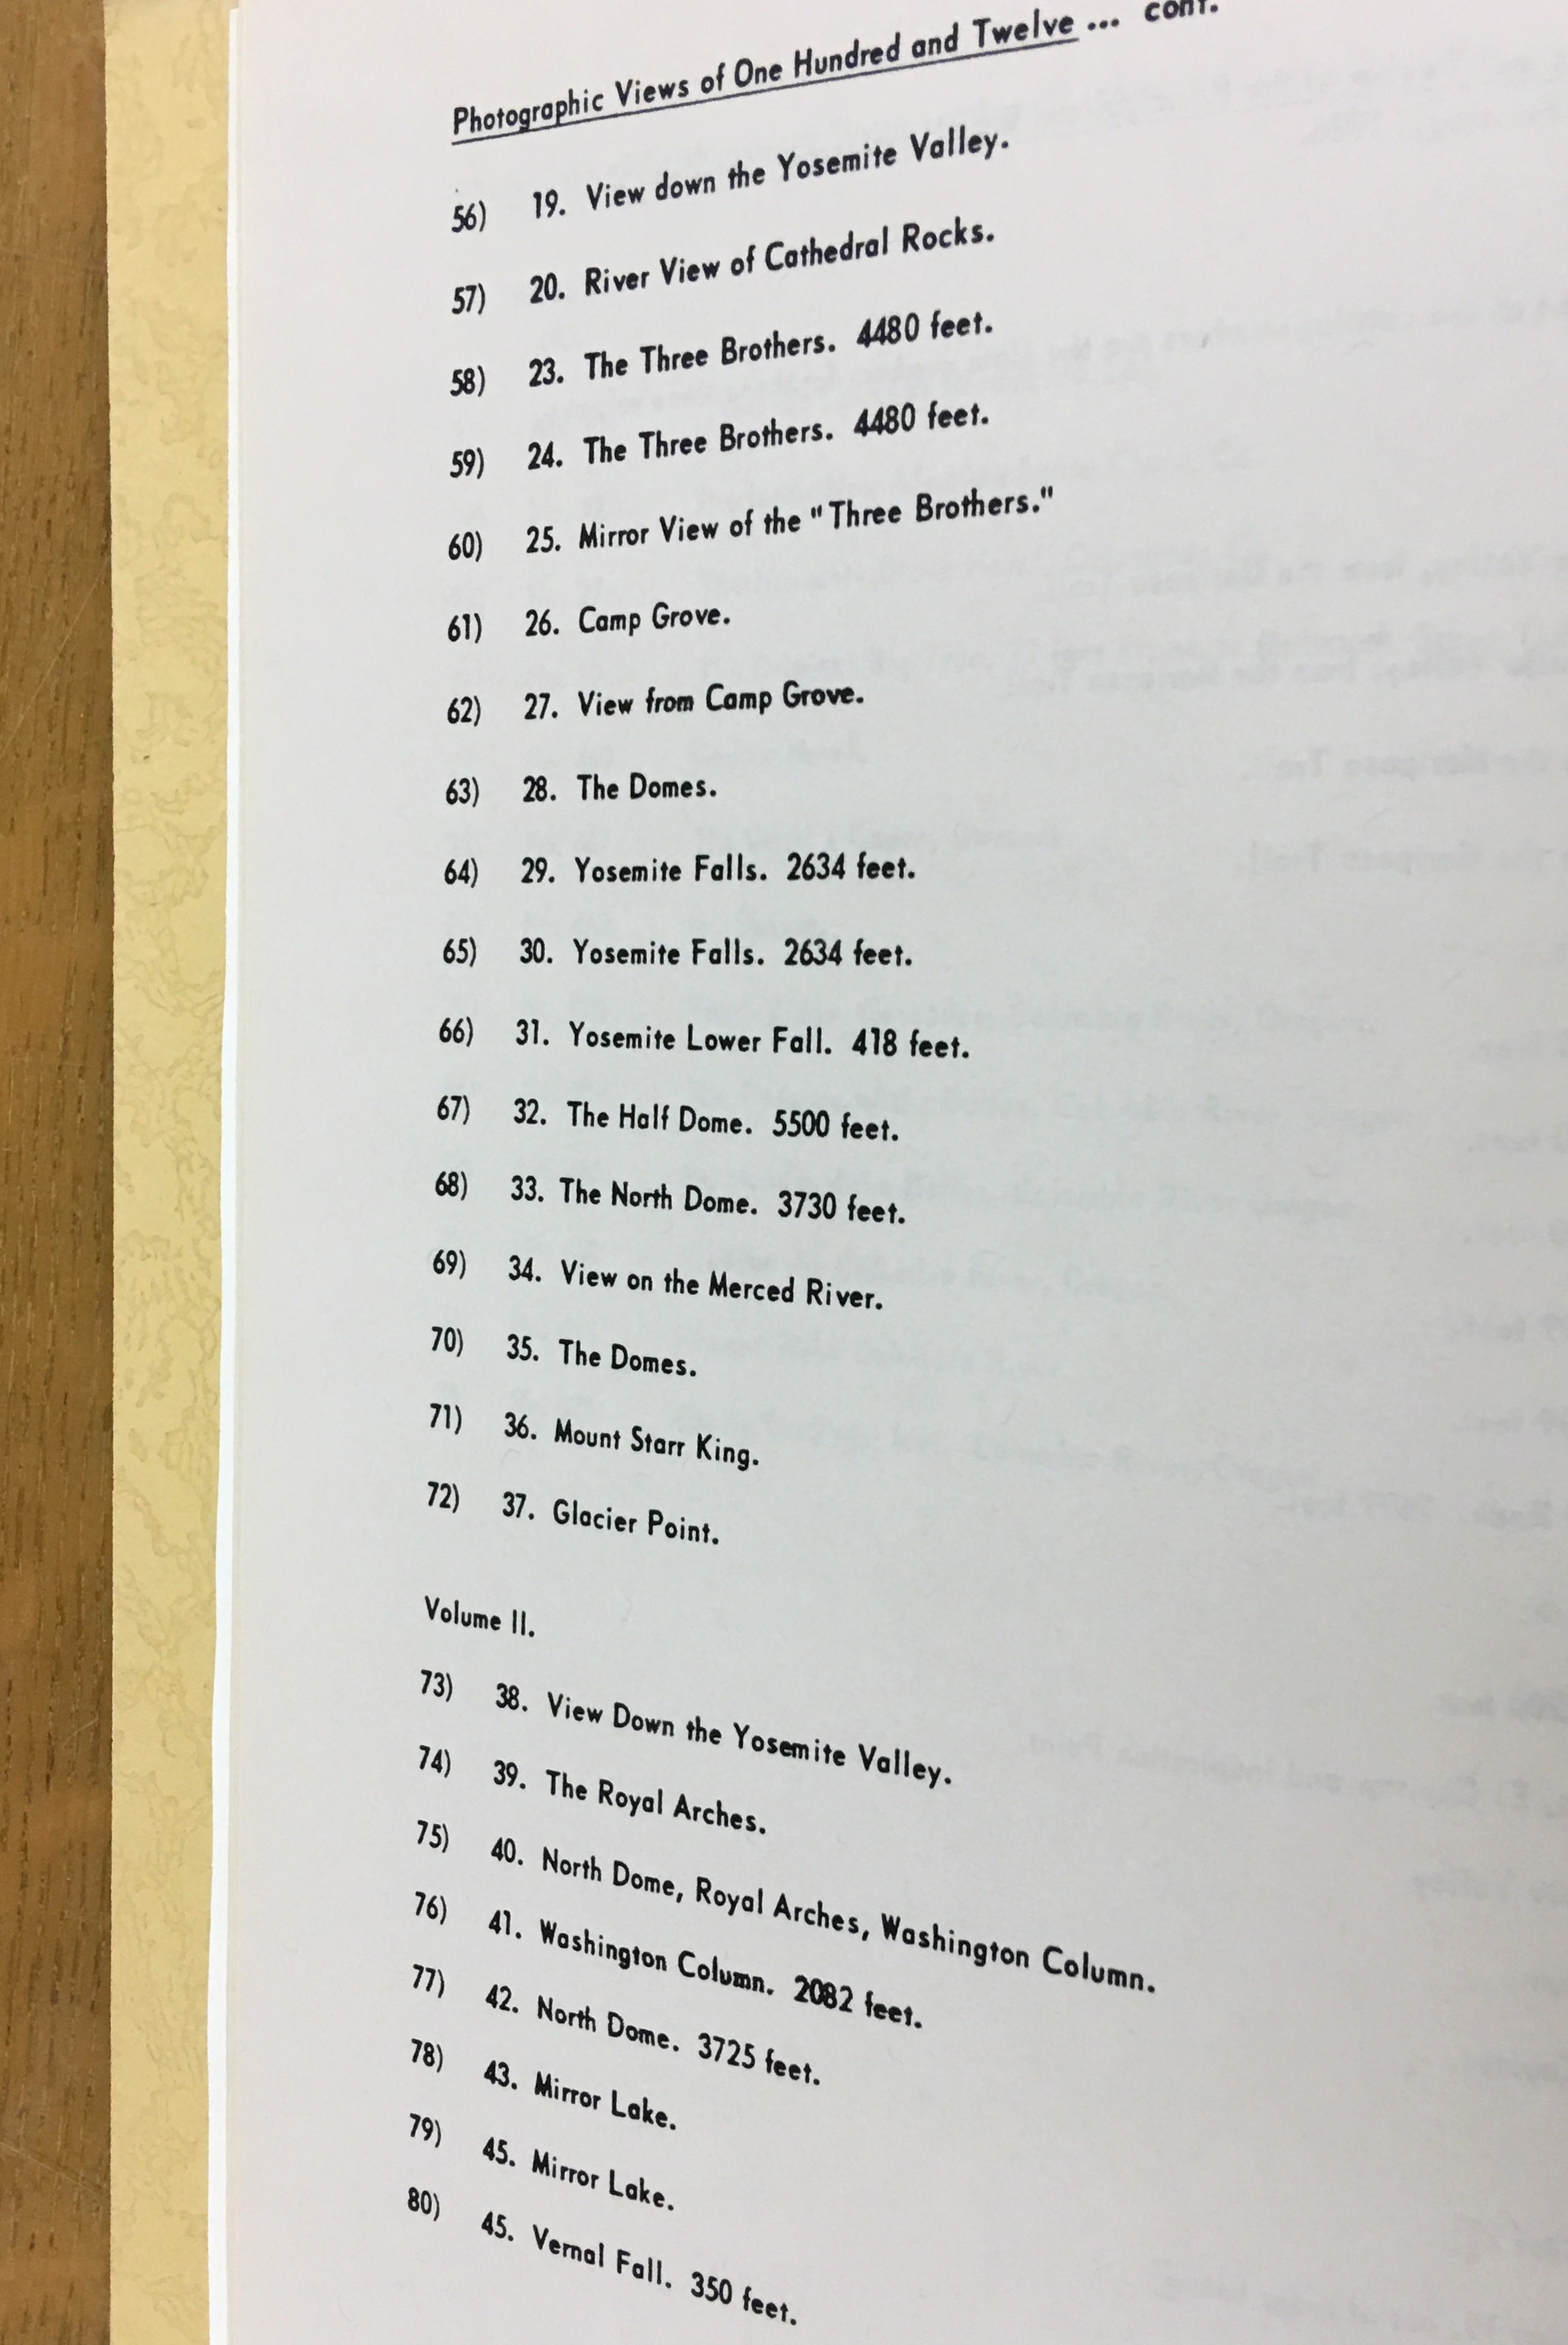 Photographic Views of One Hundred and Twelve ... cont.
56) 19. View down the Yosemite Valley.
57) 20. River View of Cathedral Rocks.
58) 23. The Three Brothers. 4480 feet.
59) 24. The Three Brothers. 4480 feet.
60) 25. Mirror View of the "Three Brothers."
61) 26. Camp Grove.
62) 27. View from Camp Grove.
63) 28. The Domes.
64) 29. Yosemite Falls. 2634 feet.
65) 30. Yosemite Falls. 2634 feet.
66) 31. Yosemite Lower Fall. 418 feet.
67) 32. The Half Dome. 5500 feet.
68) 33. The North Dome. 3730 feet.
69) 34. View on the Merced River.
70) 35. The Domes.
71) 36. Mount Starr King.
72) 37. Glacier Point.
Volume II.
73) 38. View Down the Yosemite Valley.
74) 39. The Royal Arches.
75) 40. North Dome, Royal Arches, Washington Column.
76) 41. Washington Column. 2082 feet.
77) 42. North Dome. 3725 feet.
78) 43. Mirror Lake.
79) 45. Mirror Lake.
80) 45. Vernal Fall. 350 feet.